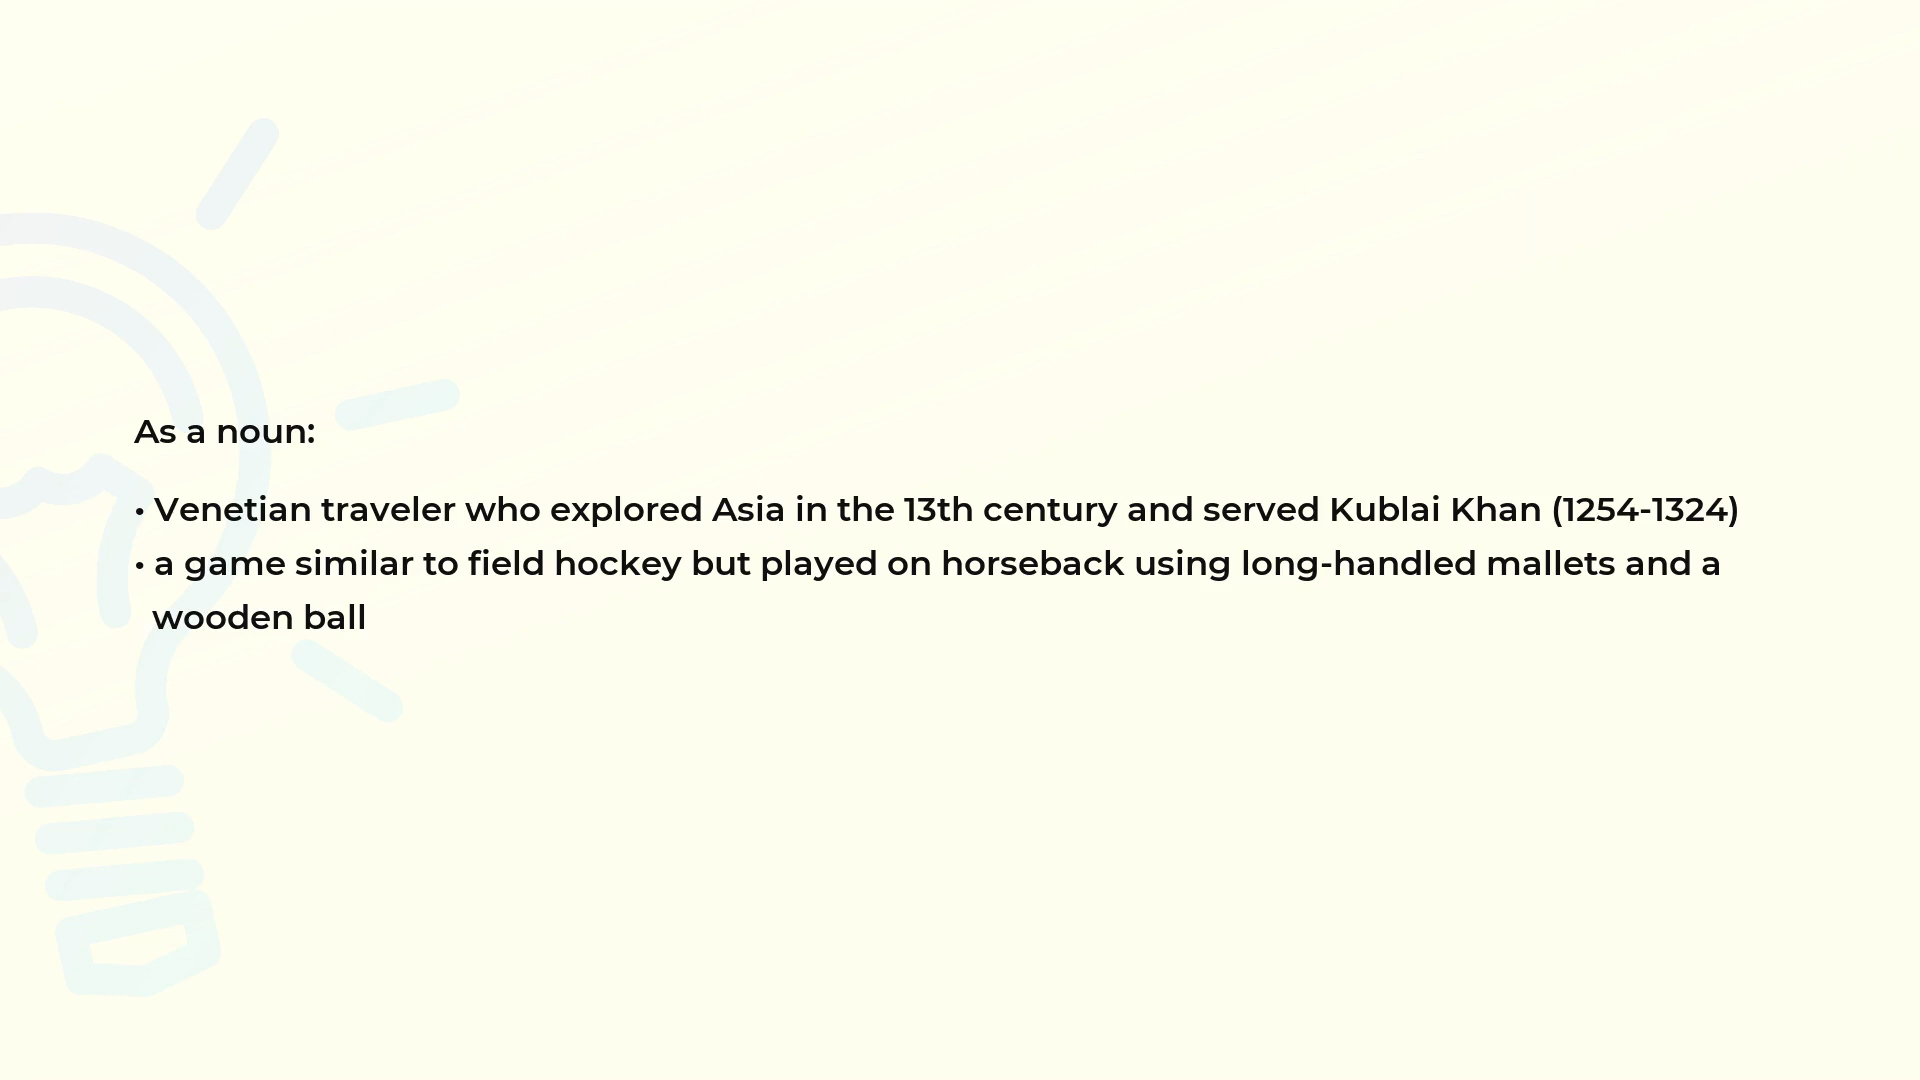 As a noun:
• Venetian traveler who explored Asia in the 13th century and served Kublai Khan (1254-1324)
• a game similar to field hockey but played on horseback using long-handled mallets and a
wooden ball